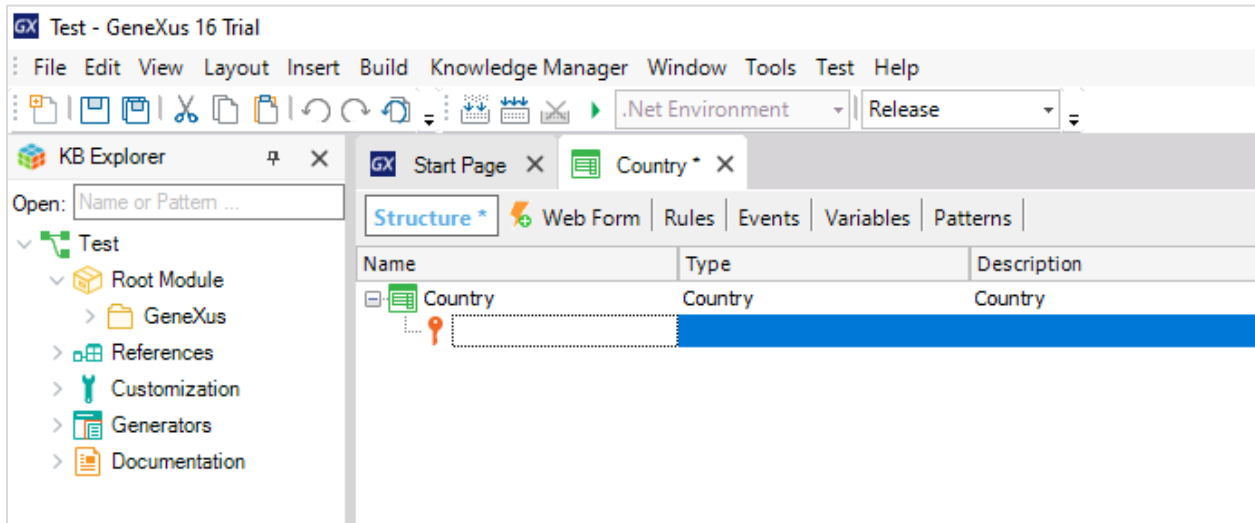 GX Test - GeneXus 16 Trial
File Edit View Layout Insert Build Knowledge Manager Window Tools Test Help
.Net Environment Release
KB Explorer
GX Start Page Country *
Open: Name or Pattern ...
Structure * Web Form Rules Events Variables Patterns
Test
Name Type Description
Root Module
Country Country Country
GeneXus
References
Customization
Generators
Documentation